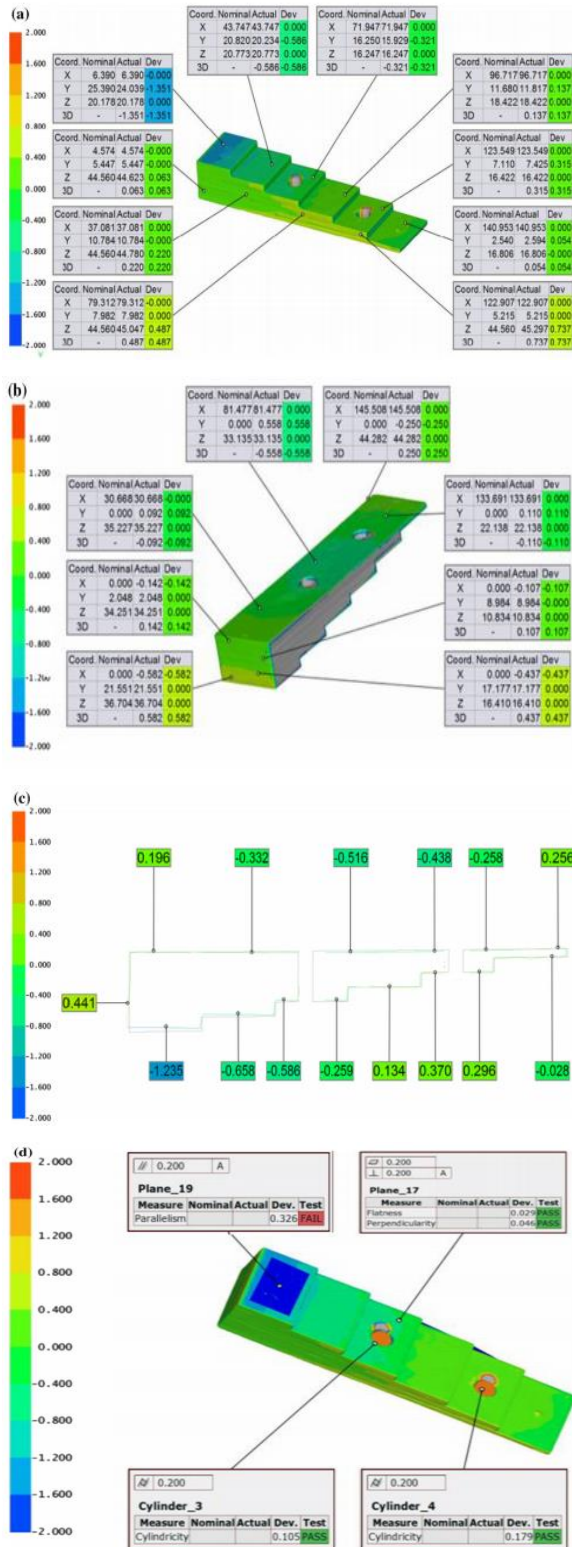 (a)
2.000
1.600
1.200
0.800
0.400
0.000
-0.400
-0.800
-1.200
-1.600
-2.000
Y
Coord. Nominal Actual Dev
X 43.747 43.747 0.000
Y 20.820 20.234 -0.586
Z 20.773 20.773 0.000
3D - -0.586 -0.586
Coord. Nominal Actual Dev
X 71.947 71.947 0.000
Y 16.250 15.929 -0.321
Z 16.247 16.247 0.000
3D - -0.321 -0.321
Coord. Nominal Actual Dev
X 6.390 6.390 -0.000
Y 25.390 24.039 -1.351
Z 20.178 20.178 0.000
3D - -1.351 -1.351
Coord. Nominal Actual Dev
X 96.717 96.717 0.000
Y 11.680 11.817 0.137
Z 18.422 18.422 0.000
3D - 0.137 0.137
Coord. Nominal Actual Dev
X 4.574 4.574 -0.000
Y 5.447 5.447 -0.000
Z 44.560 44.623 0.063
3D - 0.063 0.063
Coord. Nominal Actual Dev
X 123.549 123.549 0.000
Y 7.110 7.425 0.315
Z 16.422 16.422 0.000
3D - 0.315 0.315
Coord. Nominal Actual Dev
X 37.081 37.081 0.000
Y 10.784 10.784 -0.000
Z 44.560 44.780 0.220
3D - 0.220 0.220
Coord. Nominal Actual Dev
X 140.953 140.953 0.000
Y 2.540 2.594 0.054
Z 16.806 16.806 -0.000
3D - 0.054 0.054
Coord. Nominal Actual Dev
X 79.312 79.312 -0.000
Y 7.982 7.982 0.000
Z 44.560 45.047 0.487
3D - 0.487 0.487
Coord. Nominal Actual Dev
X 122.907 122.907 0.000
Y 5.215 5.215 0.000
Z 44.560 45.297 0.737
3D - 0.737 0.737
(b)
2.000
1.600
1.200
0.800
0.400
0.000
-0.400
-0.800
-1.600
-2.000
Coord. Nominal Actual Dev
X 81.477 81.477 0.000
Y 0.000 0.558 0.558
Z 33.135 33.135 0.000
3D - -0.558 -0.558
Coord. Nominal Actual Dev
X 145.508 145.508 0.000
Y 0.000 -0.250 -0.250
Z 44.282 44.282 0.000
3D - 0.250 0.250
Coord. Nominal Actual Dev
X 30.668 30.668 -0.000
Y 0.000 0.092 0.092
Z 35.227 35.227 0.000
3D - -0.092 -0.092
Coord. Nominal Actual Dev
X 133.691 133.691 0.000
Y 0.000 0.110 0.110
Z 22.138 22.138 0.000
3D - -0.110 -0.110
Coord. Nominal Actual Dev
X 0.000 -0.142 -0.142
Y 2.048 2.048 0.000
Z 34.251 34.251 0.000
3D - 0.142 0.142
Coord. Nominal Actual Dev
X 0.000 -0.107 -0.107
Y 8.984 8.984 -0.000
Z 10.834 10.834 0.000
3D - 0.107 0.107
Coord. Nominal Actual Dev
X 0.000 -0.582 -0.582
Y 21.551 21.551 0.000
Z 36.704 36.704 0.000
3D - 0.582 0.582
Coord. Nominal Actual Dev
X 0.000 -0.437 -0.437
Y 17.177 17.177 0.000
Z 16.410 16.410 0.000
3D - 0.437 0.437
(c)
2.000
1.600
1.200
0.800
0.400
0.000
-0.400
-0.800
-1.200
-1.600
-2.000
0.196 -0.332 -0.516 -0.438 -0.258 0.256
0.441
-1.235 -0.658 -0.586 -0.259 0.134 0.370 0.296 -0.028
(d)
2.000
1.600
1.200
0.800
0.400
0.000
-0.400
-0.800
-1.200
-1.600
-2.000
// 0.200 A
Plane_19
Measure Nominal Actual Dev. Test
Parallelism 0.326 FAIL
⏥ 0.200
⊥ 0.200 A
Plane_17
Measure Nominal Actual Dev. Test
Flatness 0.029 PASS
Perpendicularity 0.046 PASS
⌭ 0.200
Cylinder_3
Measure Nominal Actual Dev. Test
Cylindricity 0.105 PASS
⌭ 0.200
Cylinder_4
Measure Nominal Actual Dev. Test
Cylindricity 0.179 PASS